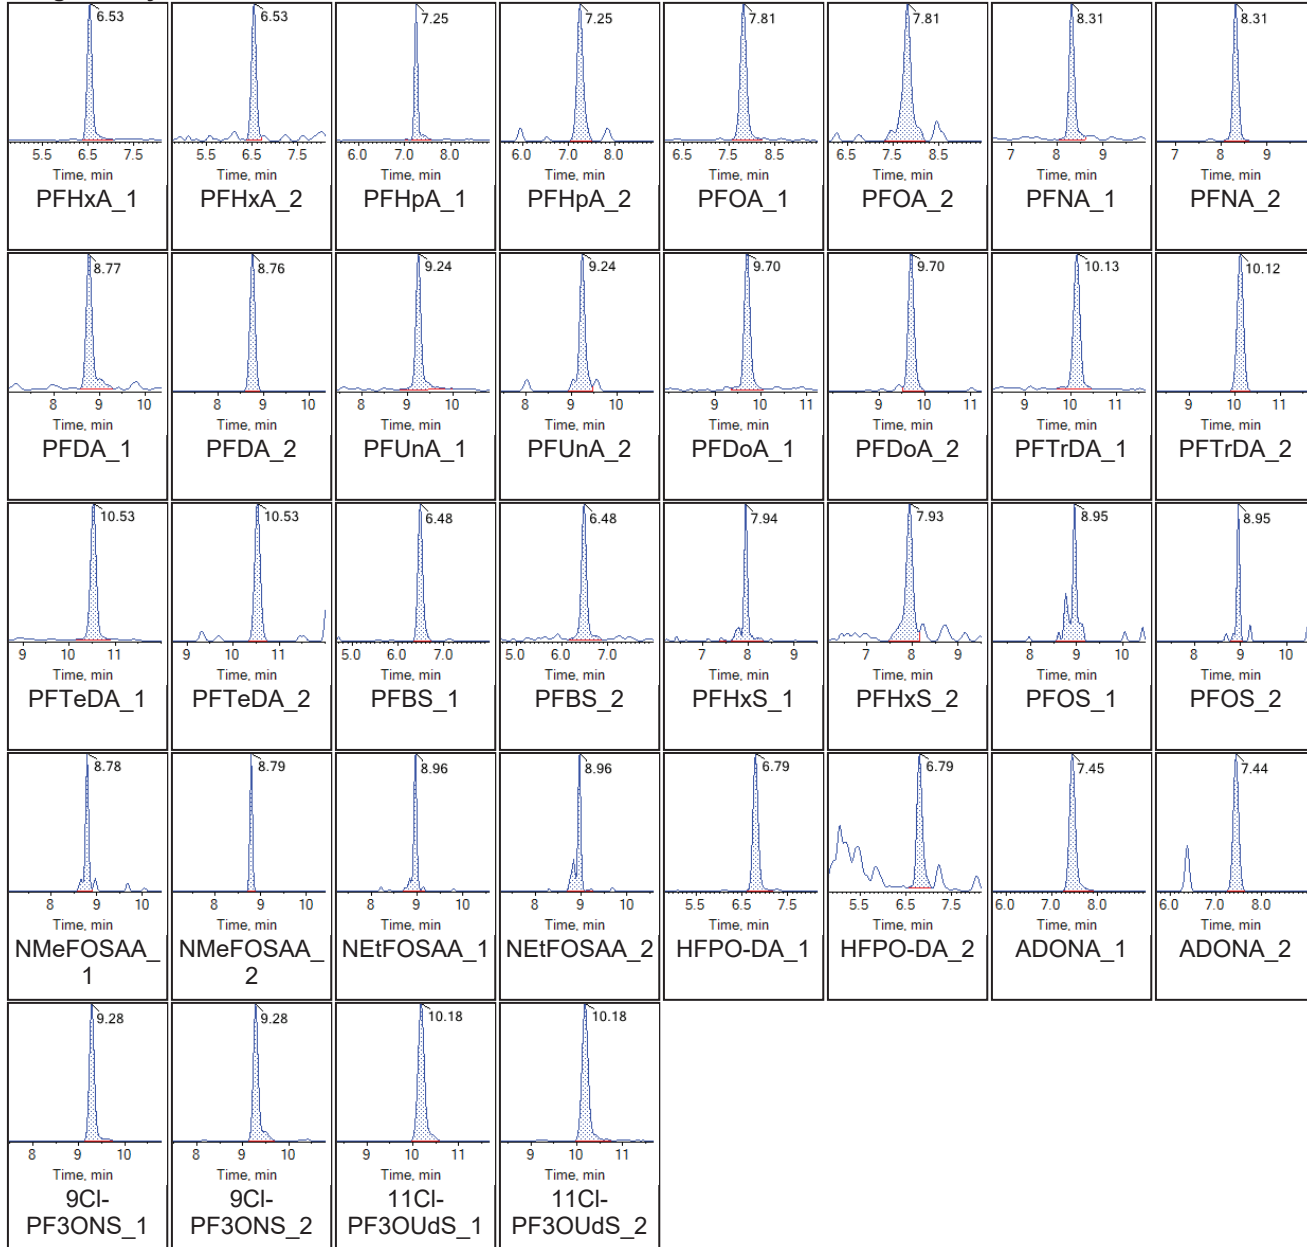 6.53
5.5 6.5 7.5
Time, min
PFHxA_1
6.53
5.5 6.5 7.5
Time, min
PFHxA_2
7.25
6.0 7.0 8.0
Time, min
PFHpA_1
7.25
6.0 7.0 8.0
Time, min
PFHpA_2
7.81
6.5 7.5 8.5
Time, min
PFOA_1
7.81
6.5 7.5 8.5
Time, min
PFOA_2
8.31
7 8 9
Time, min
PFNA_1
8.31
7 8 9
Time, min
PFNA_2
8.77
8 9 10
Time, min
PFDA_1
8.76
8 9 10
Time, min
PFDA_2
9.24
8 9 10
Time, min
PFUnA_1
9.24
8 9 10
Time, min
PFUnA_2
9.70
9 10 11
Time, min
PFDoA_1
9.70
9 10 11
Time, min
PFDoA_2
10.13
9 10 11
Time, min
PFTrDA_1
10.12
9 10 11
Time, min
PFTrDA_2
10.53
9 10 11
Time, min
PFTeDA_1
10.53
9 10 11
Time, min
PFTeDA_2
6.48
5.0 6.0 7.0
Time, min
PFBS_1
6.48
5.0 6.0 7.0
Time, min
PFBS_2
7.94
7 8 9
Time, min
PFHxS_1
7.93
7 8 9
Time, min
PFHxS_2
8.95
8 9 10
Time, min
PFOS_1
8.95
8 9 10
Time, min
PFOS_2
8.78
8 9 10
Time, min
NMeFOSAA_
1
8.79
8 9 10
Time, min
NMeFOSAA_
2
8.96
8 9 10
Time, min
NEtFOSAA_1
8.96
8 9 10
Time, min
NEtFOSAA_2
6.79
5.5 6.5 7.5
Time, min
HFPO-DA_1
6.79
5.5 6.5 7.5
Time, min
HFPO-DA_2
7.45
6.0 7.0 8.0
Time, min
ADONA_1
7.44
6.0 7.0 8.0
Time, min
ADONA_2
9.28
8 9 10
Time, min
9Cl-
PF3ONS_1
9.28
8 9 10
Time, min
9Cl-
PF3ONS_2
10.18
9 10 11
Time, min
11Cl-
PF3OUdS_1
10.18
9 10 11
Time, min
11Cl-
PF3OUdS_2